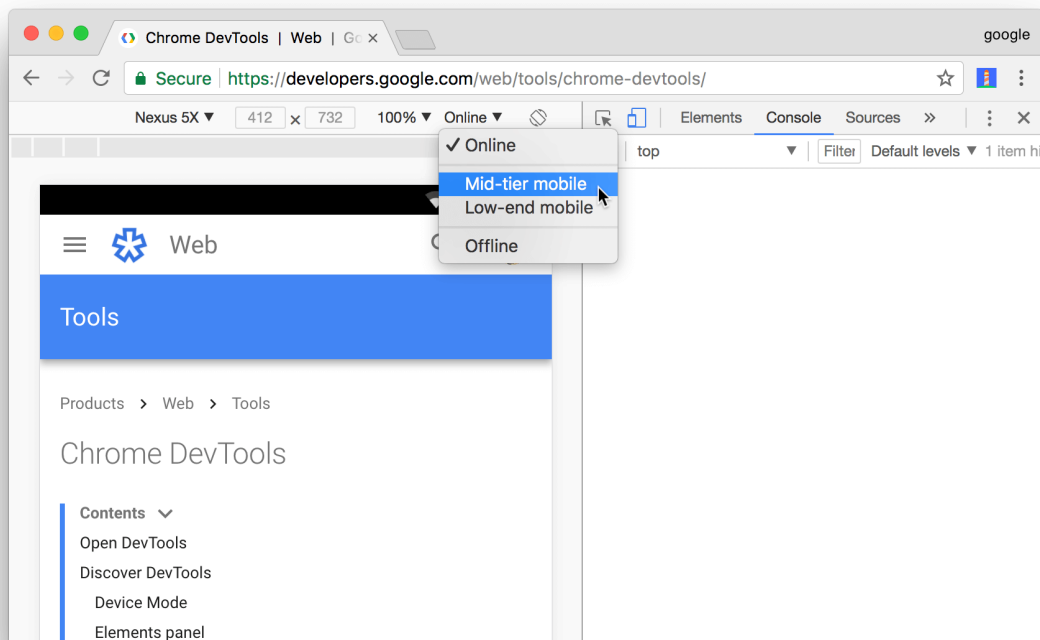 Chrome DevTools | Web | Go
google
Secure https://developers.google.com/web/tools/chrome-devtools/
Nexus 5X ▼ 412 x 732 100% ▼ Online ▼
Elements Console Sources »
✓ Online
Mid-tier mobile
Low-end mobile
Offline
top ▼ Filter Default levels ▼ 1 item hi
Web
Tools
Products > Web > Tools
Chrome DevTools
Contents
Open DevTools
Discover DevTools
Device Mode
Elements panel